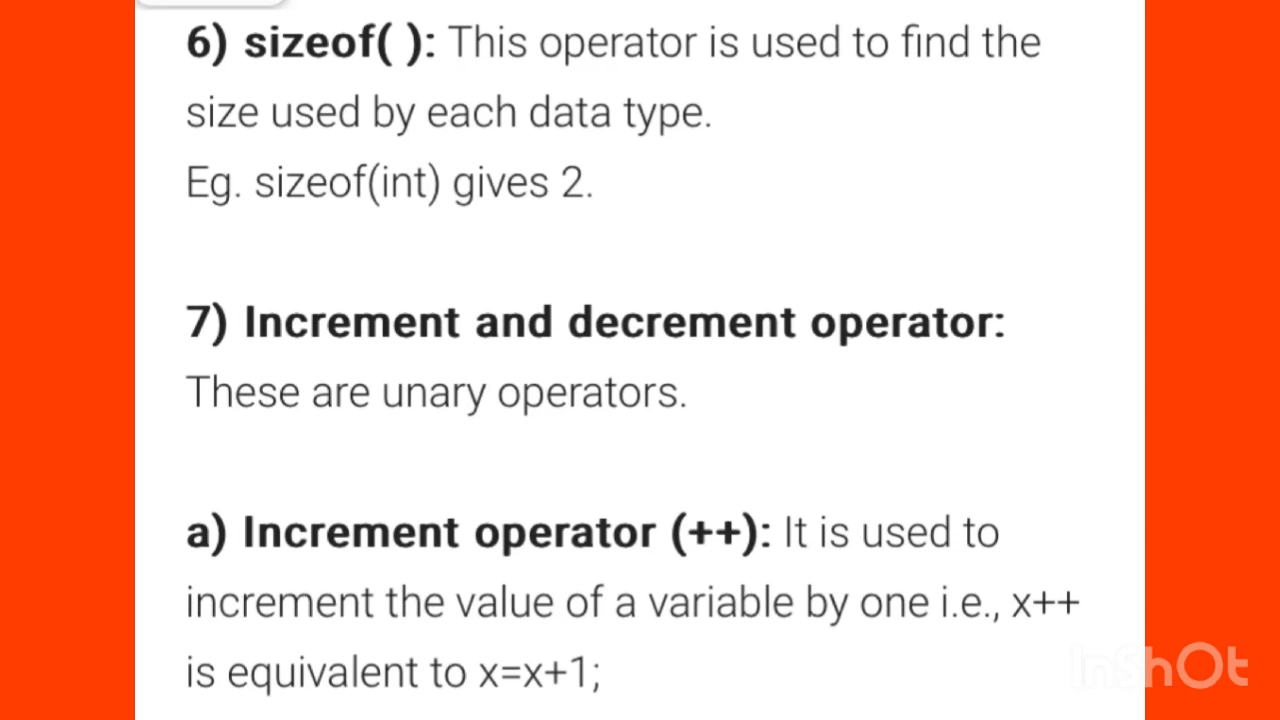 6) sizeof( ): This operator is used to find the
size used by each data type.
Eg. sizeof(int) gives 2.
7) Increment and decrement operator:
These are unary operators.
a) Increment operator (++): It is used to
increment the value of a variable by one i.e., x++
is equivalent to x=x+1;
InShOt